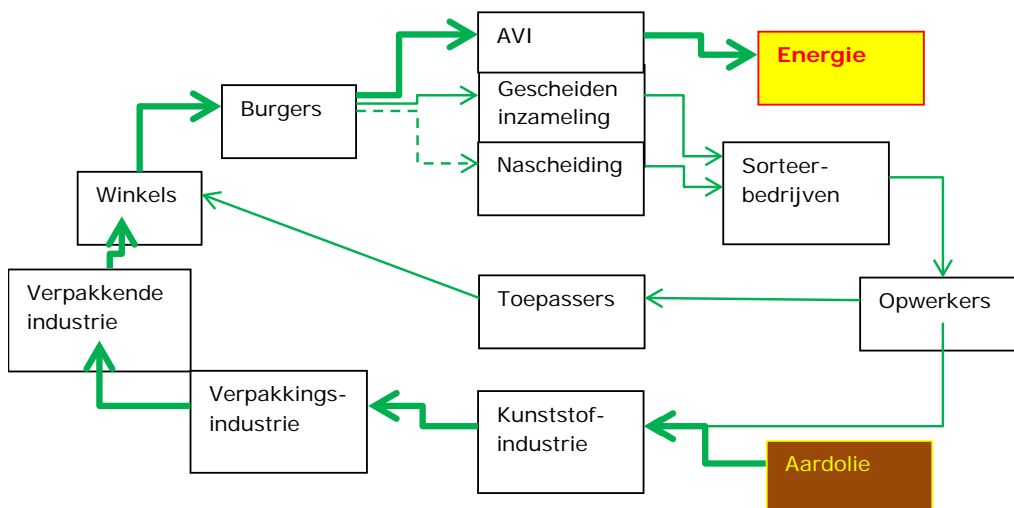 AVI
Energie
Gescheiden
inzameling
Burgers
Nascheiding
Sorteer-
bedrijven
Winkels
Verpakkende
industrie
Toepassers
Opwerkers
Verpakkings-
industrie
Kunststof-
industrie
Aardolie